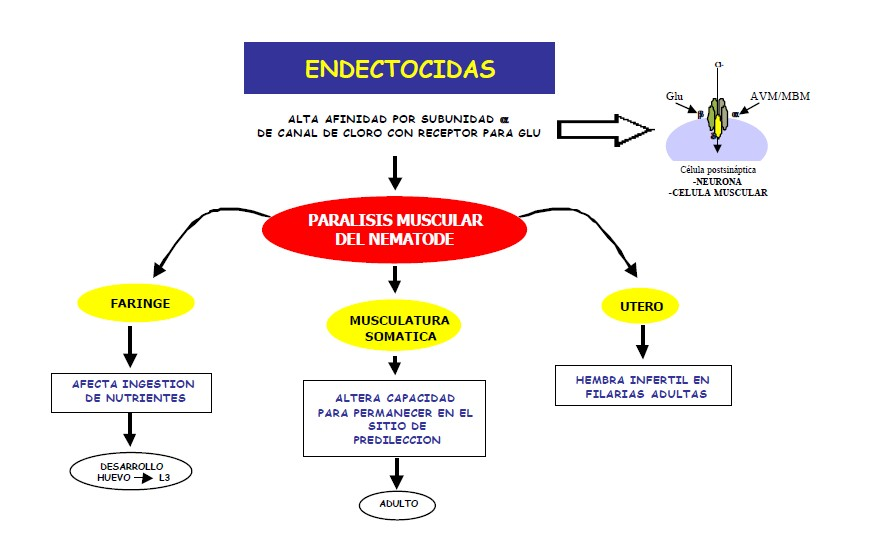 ENDECTOCIDAS
ALTA AFINIDAD POR SUBUNIDAD α
DE CANAL DE CLORO CON RECEPTOR PARA GLU
Cl-
Glu
AVM/MBM
β
α
Célula postsináptica
-NEURONA
-CELULA MUSCULAR
PARALISIS MUSCULAR
DEL NEMATODE
FARINGE
MUSCULATURA
SOMATICA
UTERO
AFECTA INGESTION
DE NUTRIENTES
ALTERA CAPACIDAD
PARA PERMANECER EN EL
SITIO DE
PREDILECCION
HEMBRA INFERTIL EN
FILARIAS ADULTAS
DESARROLLO
HUEVO → L3
ADULTO